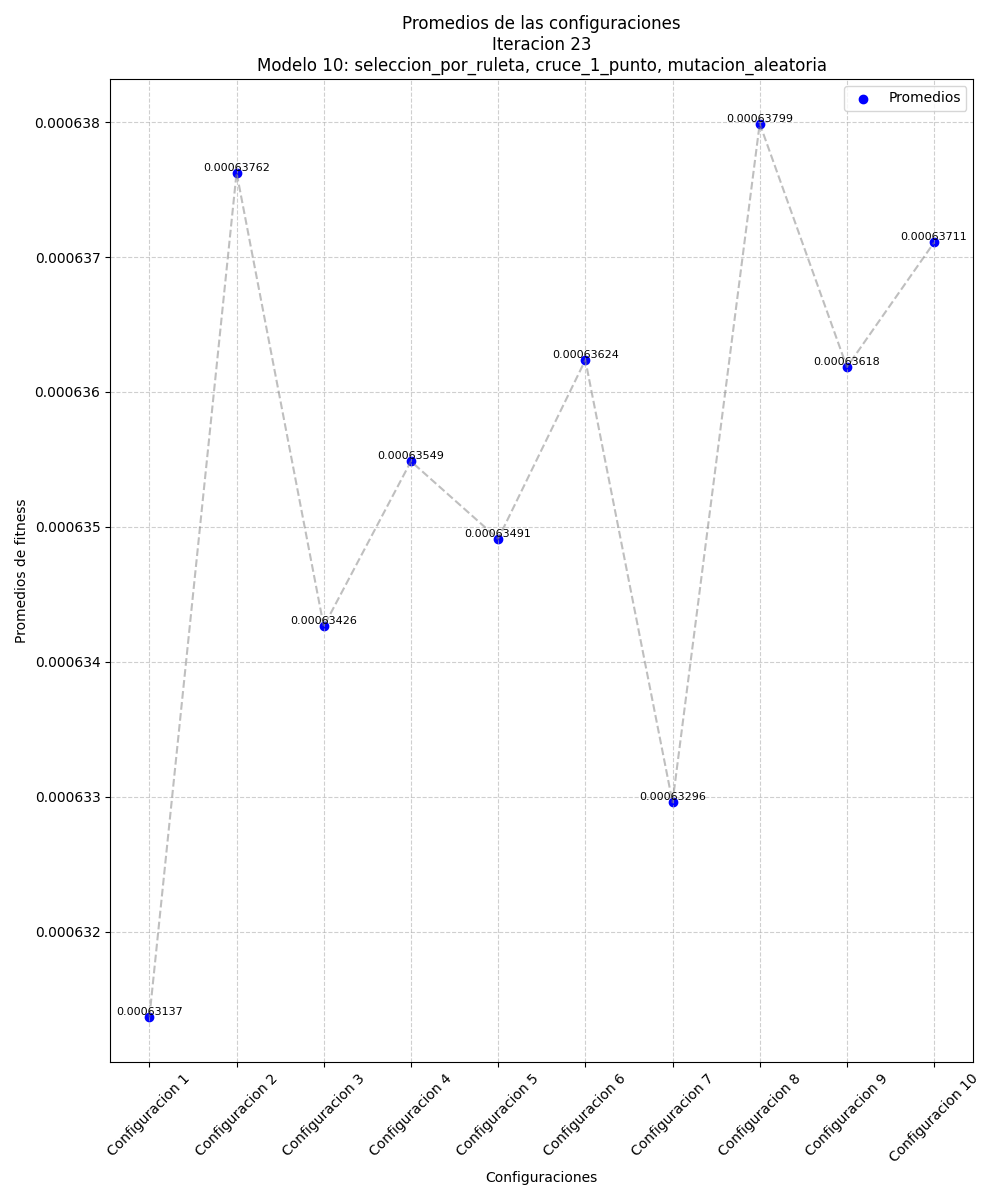 Promedios de las configuraciones
Iteracion 23
Modelo 10: seleccion_por_ruleta, cruce_1_punto, mutacion_aleatoria
Promedios
0.000638
0.000637
0.000636
0.000635
0.000634
0.000633
0.000632
Promedios de fitness
0.00063137
0.00063762
0.00063426
0.00063549
0.00063491
0.00063624
0.00063296
0.00063799
0.00063618
0.00063711
Configuracion 1
Configuracion 2
Configuracion 3
Configuracion 4
Configuracion 5
Configuracion 6
Configuracion 7
Configuracion 8
Configuracion 9
Configuracion 10
Configuraciones